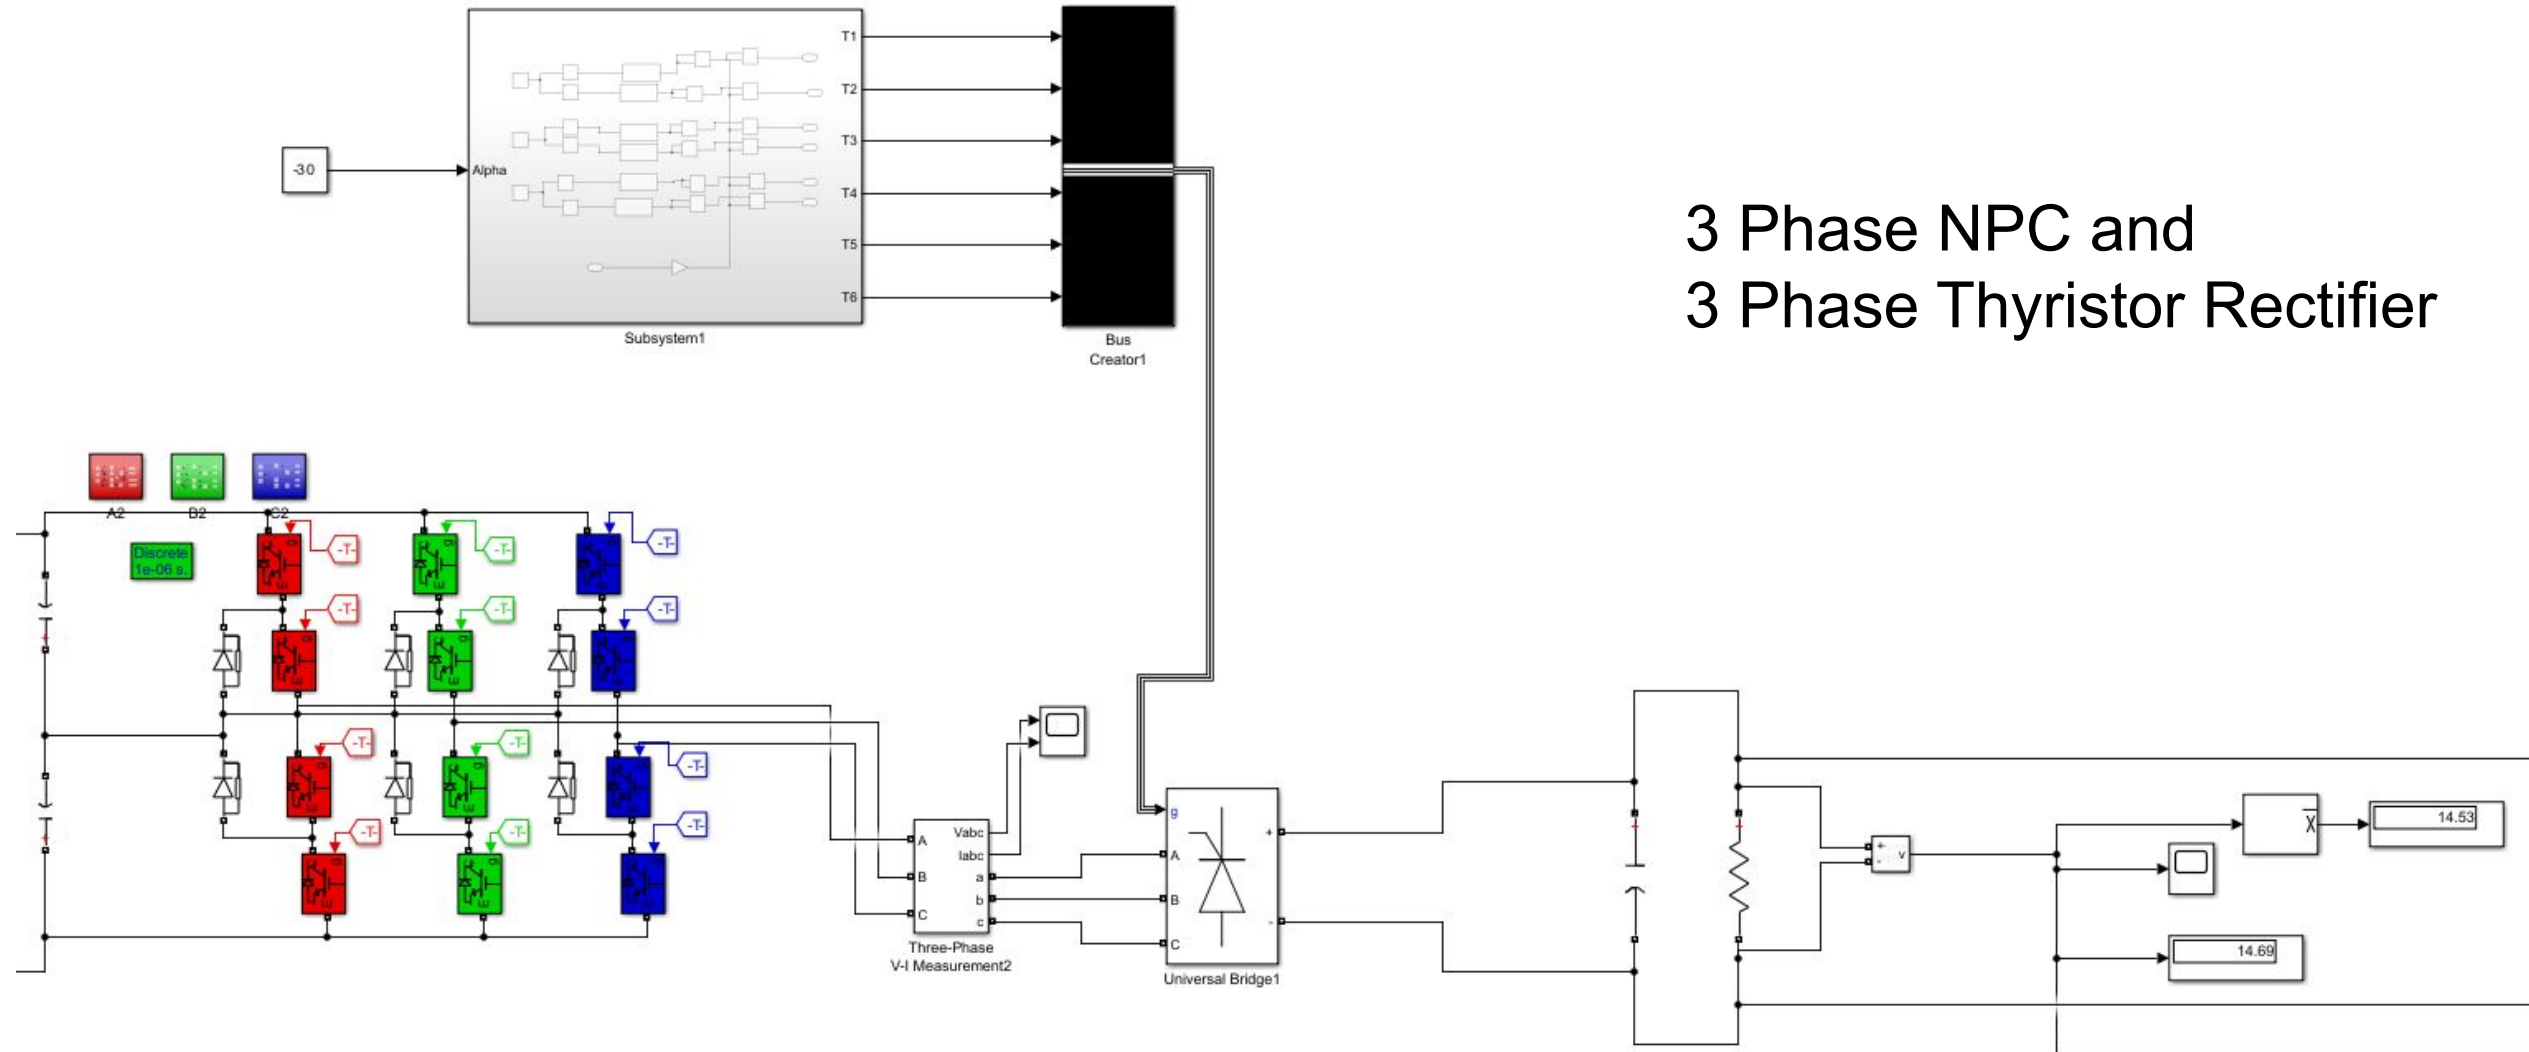 T1
T2
T3
-30
Alpha
T4
T5
T6
Subsystem1
Bus
Creator1
3 Phase NPC and
3 Phase Thyristor Rectifier
A2
B2
C2
Discrete
1e-06 s.
-T-
-T-
-T-
-T-
-T-
-T-
-T-
-T-
-T-
-T-
-T-
-T-
g
C
E
g
C
E
g
C
E
g
C
E
g
C
E
g
C
E
g
C
E
g
C
E
g
C
E
g
C
E
g
C
E
g
C
E
A
B
C
Vabc
Iabc
a
b
c
Three-Phase
V-I Measurement2
g
A
B
C
+
-
Universal Bridge1
+
+
+
+
+
-
v
X
14.53
14.69